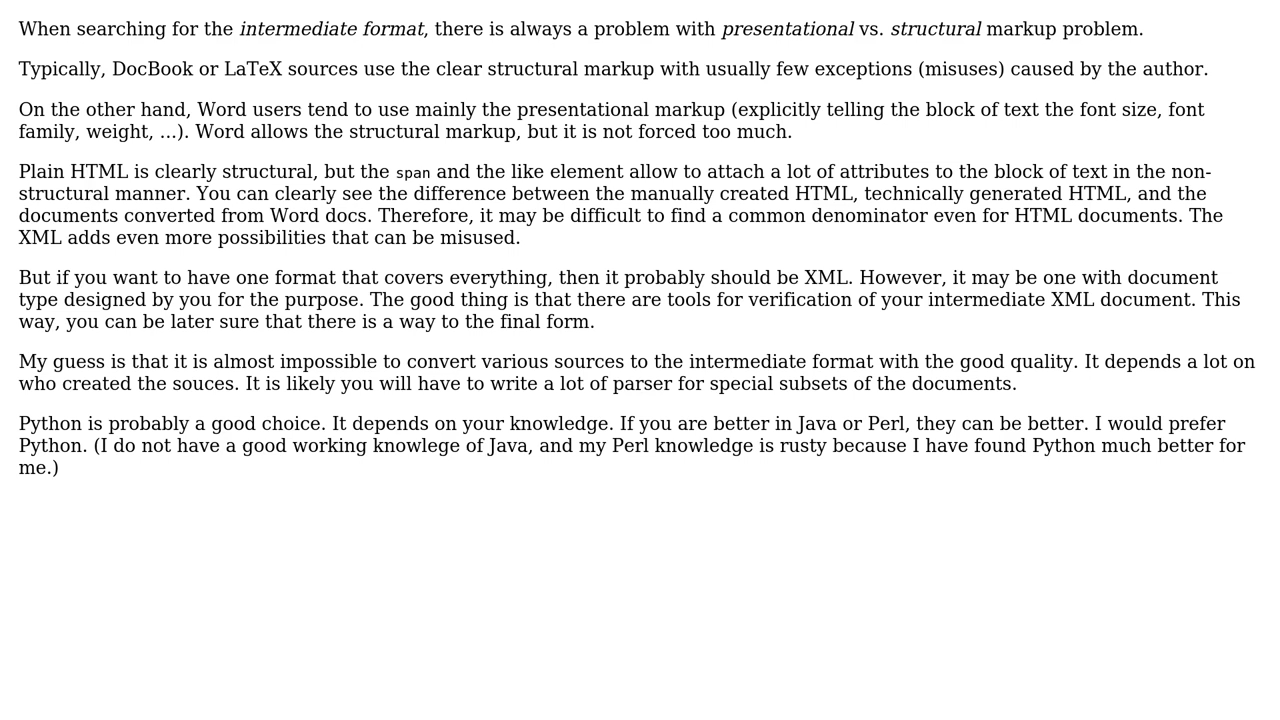 When searching for the intermediate format, there is always a problem with presentational vs. structural markup problem.
Typically, DocBook or LaTeX sources use the clear structural markup with usually few exceptions (misuses) caused by the author.
On the other hand, Word users tend to use mainly the presentational markup (explicitly telling the block of text the font size, font
family, weight, ...). Word allows the structural markup, but it is not forced too much.
Plain HTML is clearly structural, but the span and the like element allow to attach a lot of attributes to the block of text in the non-
structural manner. You can clearly see the difference between the manually created HTML, technically generated HTML, and the
documents converted from Word docs. Therefore, it may be difficult to find a common denominator even for HTML documents. The
XML adds even more possibilities that can be misused.
But if you want to have one format that covers everything, then it probably should be XML. However, it may be one with document
type designed by you for the purpose. The good thing is that there are tools for verification of your intermediate XML document. This
way, you can be later sure that there is a way to the final form.
My guess is that it is almost impossible to convert various sources to the intermediate format with the good quality. It depends a lot on
who created the souces. It is likely you will have to write a lot of parser for special subsets of the documents.
Python is probably a good choice. It depends on your knowledge. If you are better in Java or Perl, they can be better. I would prefer
Python. (I do not have a good working knowlege of Java, and my Perl knowledge is rusty because I have found Python much better for
me.)